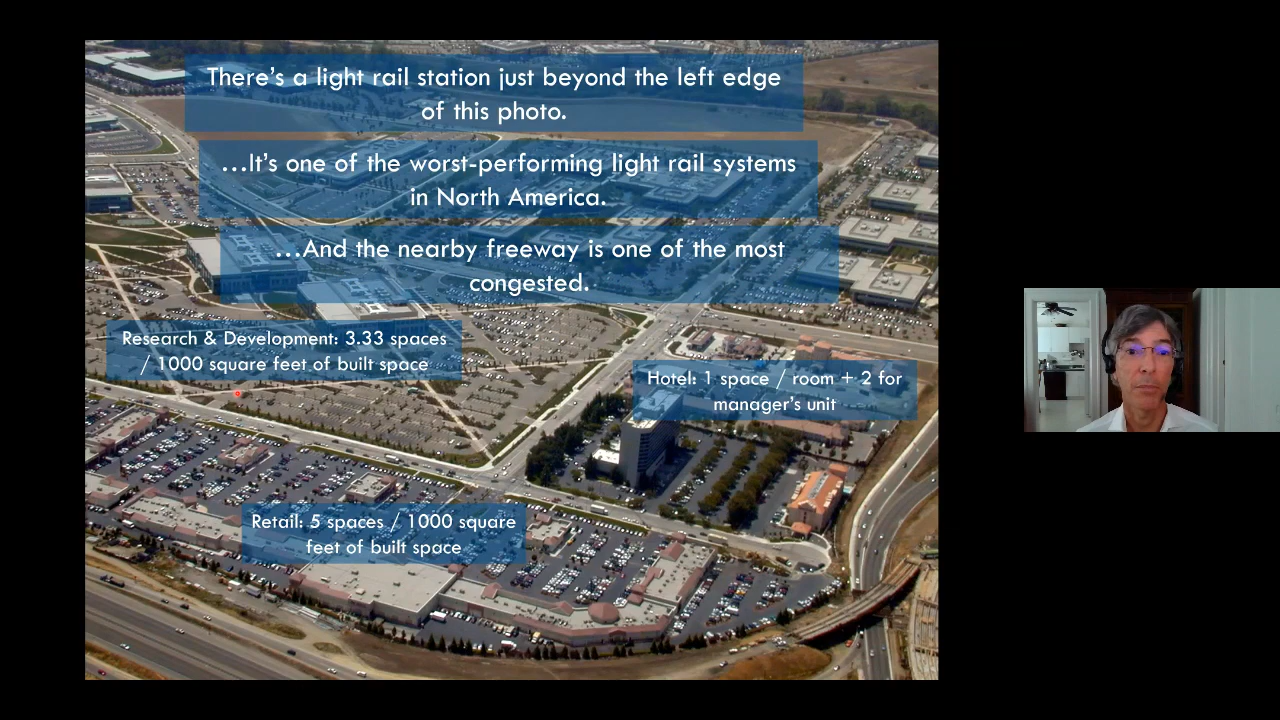 There's a light rail station just beyond the left edge
of this photo.
…It's one of the worst-performing light rail systems
in North America.
…And the nearby freeway is one of the most
congested.
Research & Development: 3.33 spaces
/ 1000 square feet of built space
Hotel: 1 space / room + 2 for
manager's unit
Retail: 5 spaces / 1000 square
feet of built space